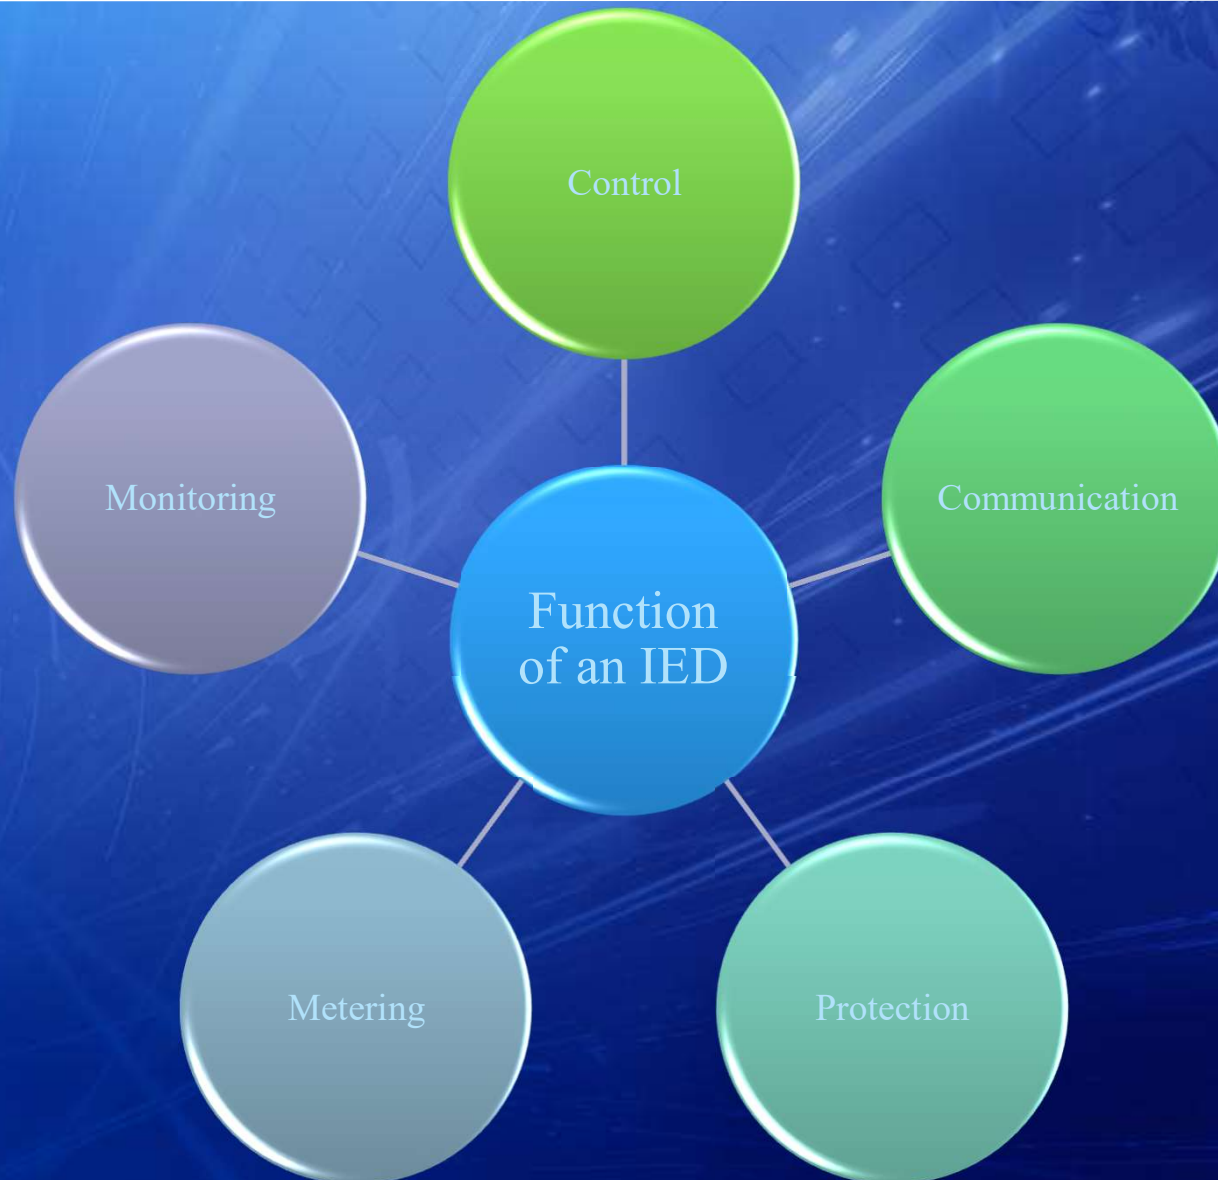 Control
Monitoring
Communication
Function
of an IED
Metering
Protection